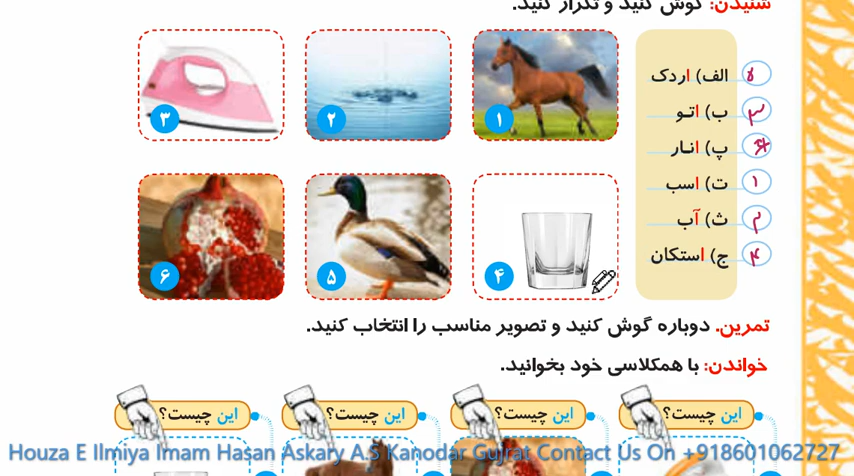 شنیدن: گوش کنید و تکرار کنید.
۱
۲
۳
۴
۵
۶
الف) اردک ۵
ب) اتو ۳
پ) انار
ت) اسب ۱
ث) آب ۲
ج) استکان ۴
تمرین. دوباره گوش کنید و تصویر مناسب را انتخاب کنید.
خواندن: با همکلاسی خود بخوانید.
این چیست؟
این چیست؟
این چیست؟
این چیست؟
Houza E Ilmiya Imam Hasan Askary A.S Kanodar Gujrat Contact Us On +918601062727